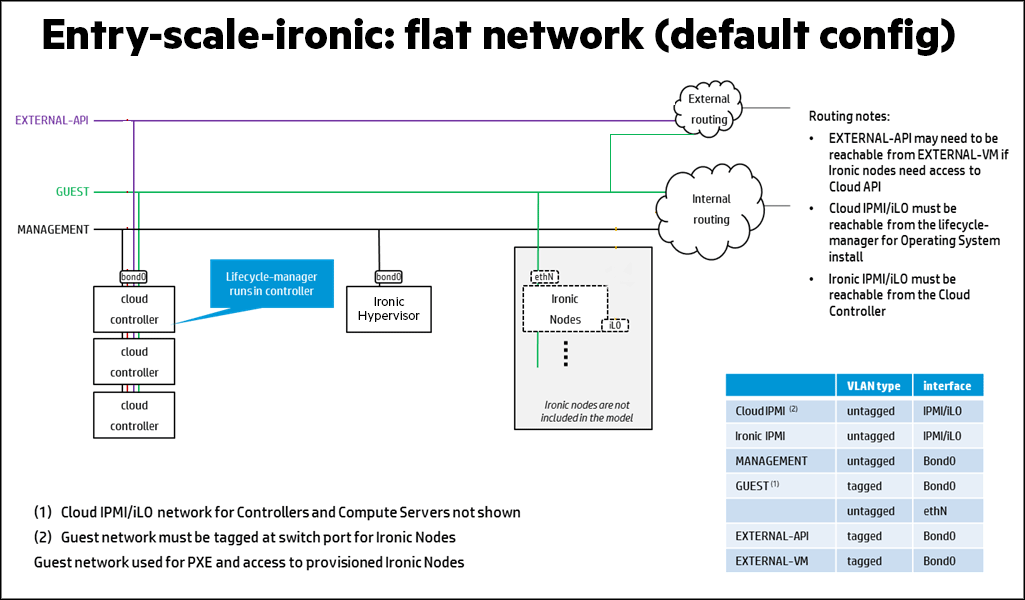 Entry-scale-ironic: flat network (default config)
External
routing
EXTERNAL-API
GUEST
Internal
routing
MANAGEMENT
Routing notes:
• EXTERNAL-API may need to be
reachable from EXTERNAL-VM if
Ironic nodes need access to
Cloud API
• Cloud IPMI/iLO must be
reachable from the lifecycle-
manager for Operating System
install
• Ironic IPMI/iLO must be
reachable from the Cloud
Controller
bond0
cloud
controller
cloud
controller
cloud
controller
Lifecycle-manager
runs in controller
bond0
Ironic
Hypervisor
ethN
Ironic
Nodes
iLO
Ironic nodes are not
included in the model
VLAN type interface
Cloud IPMI (2) untagged IPMI/iLO
Ironic IPMI untagged IPMI/iLO
MANAGEMENT untagged Bond0
GUEST (1) tagged Bond0
untagged ethN
EXTERNAL-API tagged Bond0
EXTERNAL-VM tagged Bond0
(1) Cloud IPMI/iLO network for Controllers and Compute Servers not shown
(2) Guest network must be tagged at switch port for Ironic Nodes
Guest network used for PXE and access to provisioned Ironic Nodes